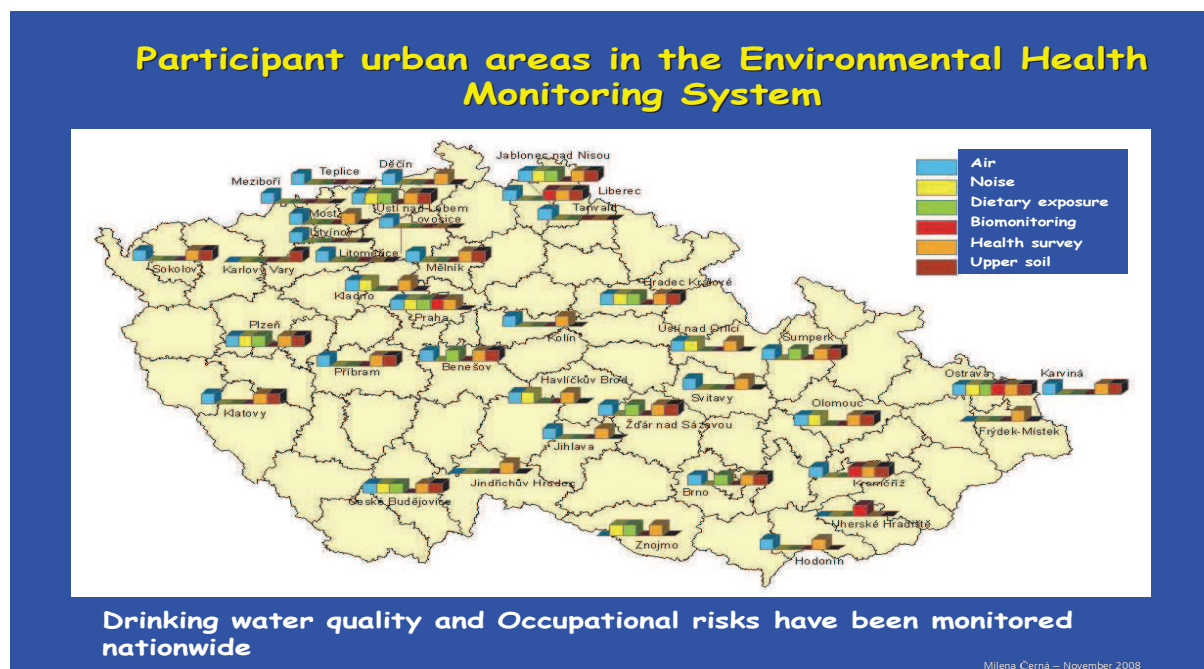 Participant urban areas in the Environmental Health
Monitoring System
Jablonec nad Nisou
Děčín
Teplice
Meziboří
Liberec
Ústí nad Labem
Tanvald
Most
Lovosice
Litvínov
Litoměřice
Sokolov
Karlovy Vary
Mělník
Kladno
Hradec Králové
Praha
Kolín
Ústí nad Orlicí
Plzeň
Šumperk
Příbram
Benešov
Ostrava
Karviná
Havlíčkův Brod
Svitavy
Klatovy
Olomouc
Žďár nad Sázavou
Frýdek-Místek
Jihlava
Jindřichův Hradec
Kroměříž
České Budějovice
Brno
Uherské Hradiště
Znojmo
Hodonín
Air
Noise
Dietary exposure
Biomonitoring
Health survey
Upper soil
Drinking water quality and Occupational risks have been monitored
nationwide
Milena Černá – November 2008